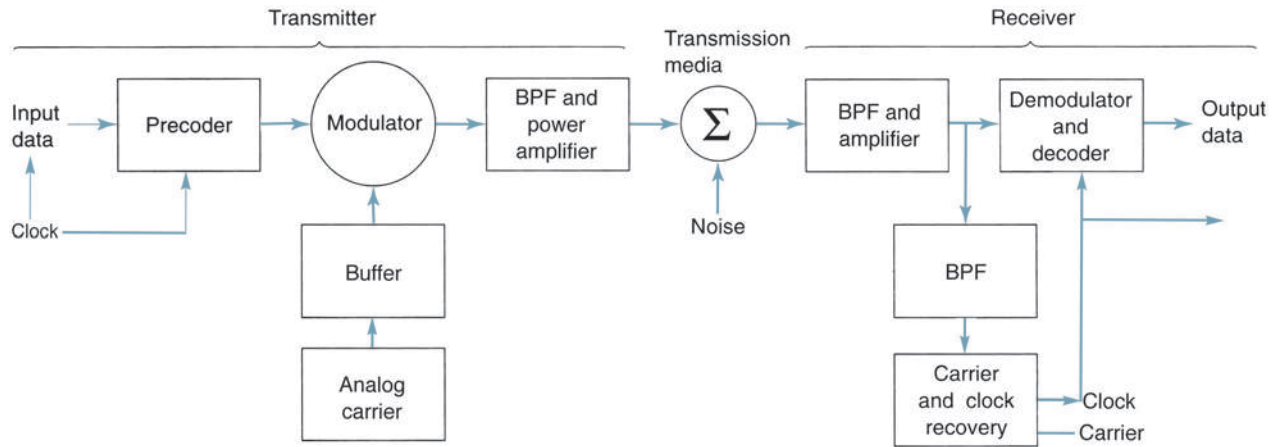 Transmitter
Receiver
Transmission
media
Input
data
Precoder
Modulator
BPF and
power
amplifier
Σ
BPF and
amplifier
Demodulator
and
decoder
Output
data
Clock
Noise
Buffer
BPF
Analog
carrier
Carrier
and clock
recovery
Clock
Carrier